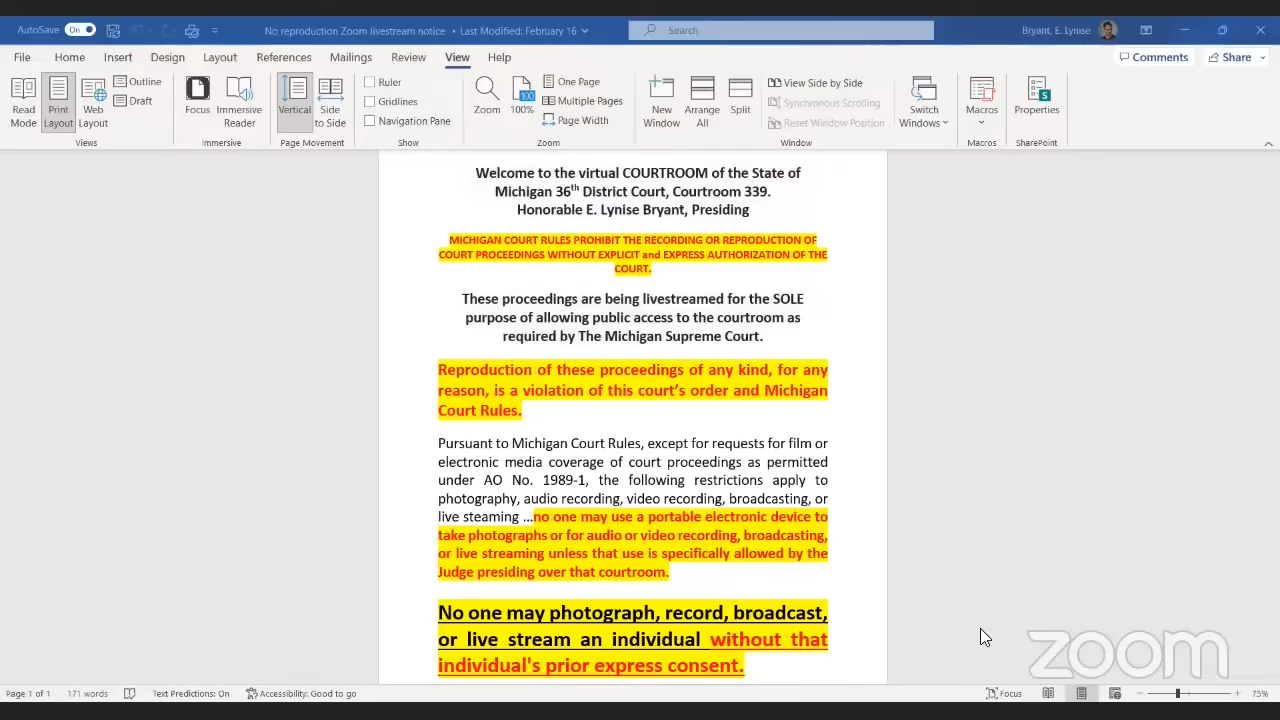 AutoSave On No reproduction Zoom livestream notice • Last Modified: February 16 Search Bryant, E. Lynise
File Home Insert Design Layout References Mailings Review View Help Comments Share
Read Mode
Print Layout
Web Layout
Outline
Draft
Views
Focus
Immersive Reader
Immersive
Vertical
Side to Side
Page Movement
Ruler
Gridlines
Navigation Pane
Show
Zoom
100
100%
One Page
Multiple Pages
Page Width
Zoom
New Window
Arrange All
Split
View Side by Side
Synchronous Scrolling
Reset Window Position
Window
Switch Windows
Macros
Macros
Properties
SharePoint
Welcome to the virtual COURTROOM of the State of
Michigan 36th District Court, Courtroom 339.
Honorable E. Lynise Bryant, Presiding
MICHIGAN COURT RULES PROHIBIT THE RECORDING OR REPRODUCTION OF
COURT PROCEEDINGS WITHOUT EXPLICIT and EXPRESS AUTHORIZATION OF THE
COURT.
These proceedings are being livestreamed for the SOLE
purpose of allowing public access to the courtroom as
required by The Michigan Supreme Court.
Reproduction of these proceedings of any kind, for any
reason, is a violation of this court's order and Michigan
Court Rules.
Pursuant to Michigan Court Rules, except for requests for film or
electronic media coverage of court proceedings as permitted
under AO No. 1989-1, the following restrictions apply to
photography, audio recording, video recording, broadcasting, or
live steaming ...no one may use a portable electronic device to
take photographs or for audio or video recording, broadcasting,
or live streaming unless that use is specifically allowed by the
Judge presiding over that courtroom.
No one may photograph, record, broadcast,
or live stream an individual without that
individual's prior express consent.
zoom
Page 1 of 1 171 words Text Predictions: On Accessibility: Good to go Focus 73%